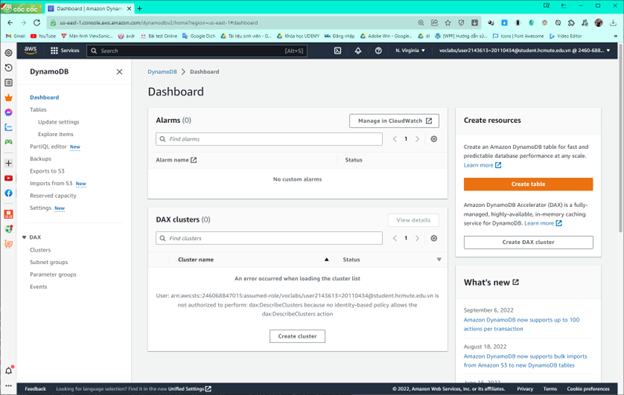 cốc cốc
Dashboard | Amazon Dynam
us-east-1.console.aws.amazon.com/dynamodbv2/home?region=us-east-1#dashboard
Gmail
YouTube
Màn Hình ViewSonic...
avdr
Bài test Online
Google Dịch
Tài liệu sinh viên - G...
Khóa học UDEMY
Đăng nhập
Adobe Win - Google...
Google Drive
Icons | Font Awesome
Video Editor
aws
Services
Search
[Alt+S]
N. Virginia
voclabs/user2143613=20110434@student.hcmute.edu.vn @ 2460-688...
DynamoDB
Dashboard
Tables
Update settings
Explore items
PartiQL editor New
Backups
Exports to S3
Imports from S3 New
Reserved capacity
Settings New
DAX
Clusters
Subnet groups
Parameter groups
Events
DynamoDB > Dashboard
Dashboard
Alarms (0)
Manage in CloudWatch
Find alarms
1
Alarm name
Status
No custom alarms
DAX clusters (0)
View details
Find clusters
1
Cluster name
Status
An error occurred when loading the cluster list
User: arn:aws:sts::246068847015:assumed-role/voclabs/user2143613=20110434@student.hcmute.edu.vn is
not authorized to perform: dax:DescribeClusters because no identity-based policy allows the
dax:DescribeClusters action
Create cluster
Create resources
Create an Amazon DynamoDB table for fast and
predictable database performance at any scale.
Learn more
Create table
Amazon DynamoDB Accelerator (DAX) is a fully-
managed, highly-available, in-memory caching
service for DynamoDB. Learn more
Create DAX cluster
What's new
September 6, 2022
Amazon DynamoDB now supports up to 100
actions per transaction
August 18, 2022
Amazon DynamoDB now supports bulk imports
from Amazon S3 to new DynamoDB tables
Feedback
Looking for language selection? Find it in the new Unified Settings
© 2022, Amazon Web Services, Inc. or its affiliates.
Privacy
Terms
Cookie preferences